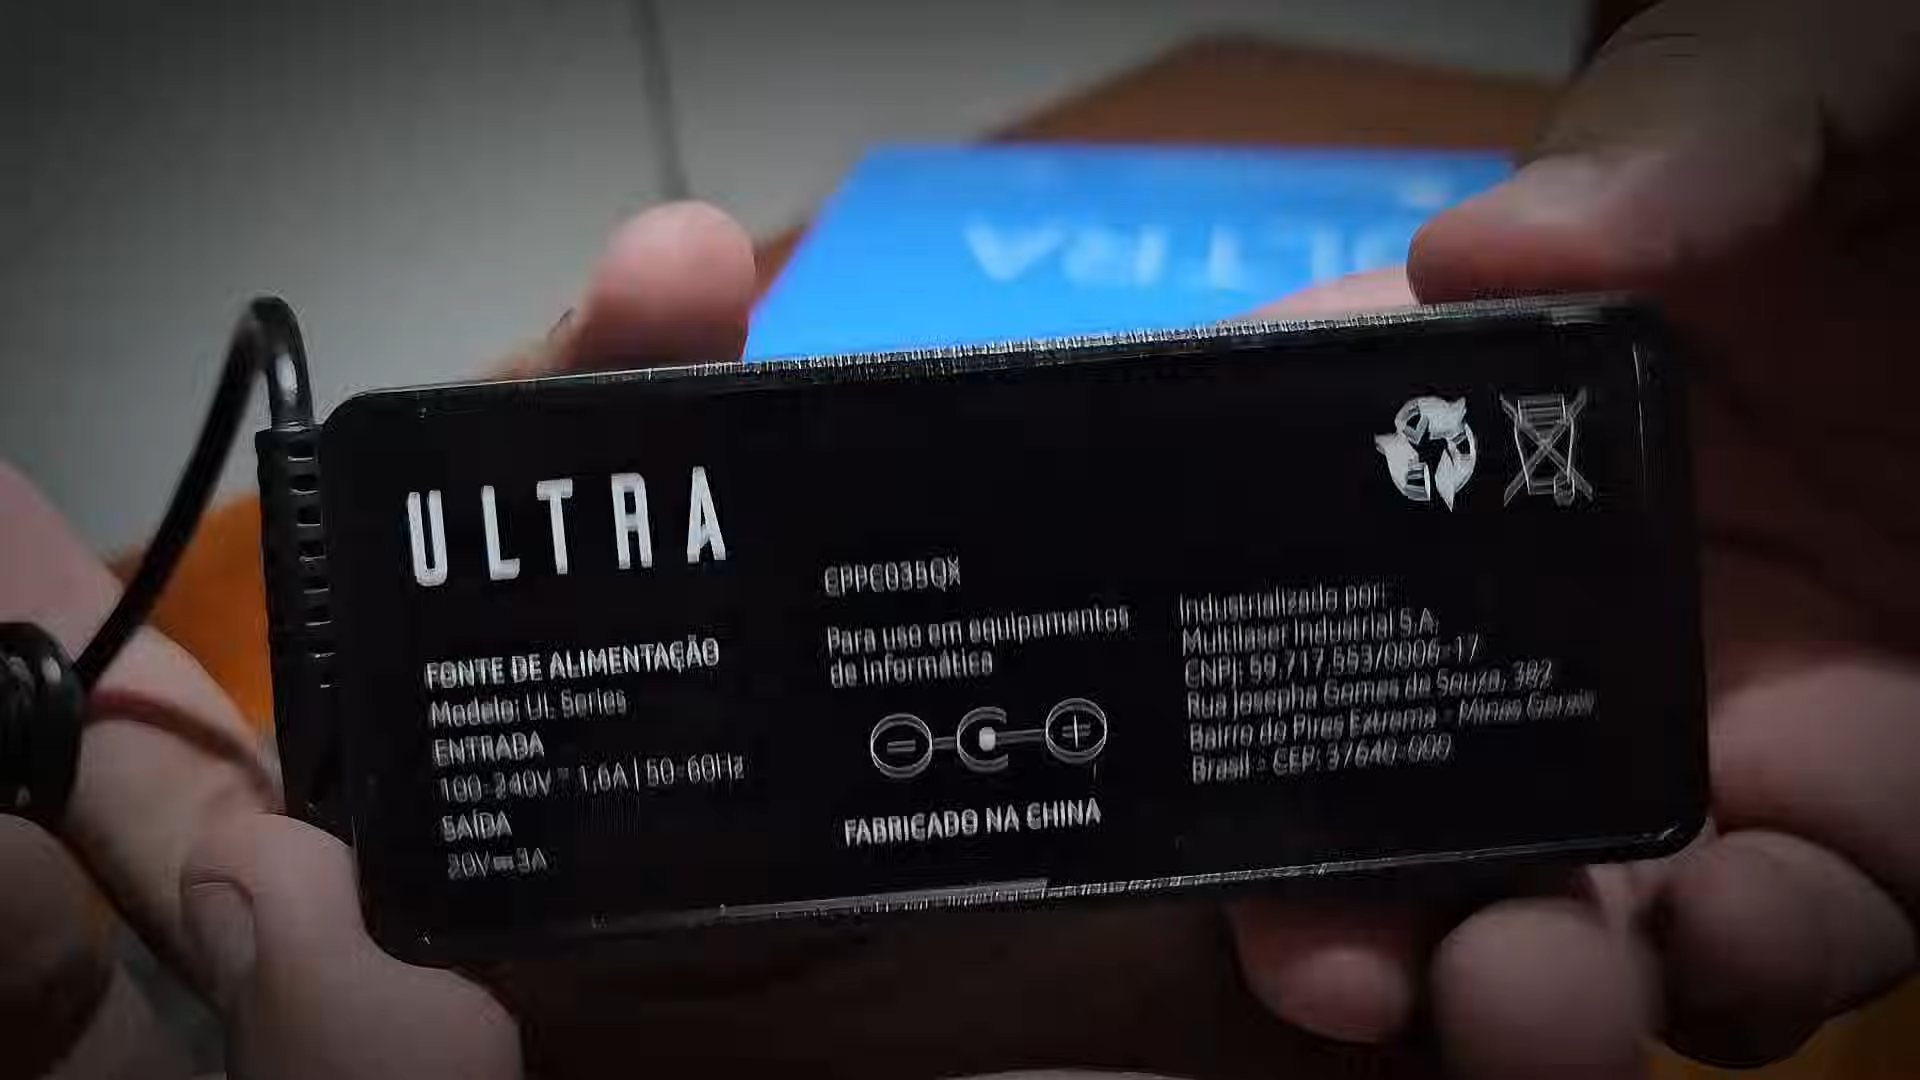 ULTRA
ULTRA
FONTE DE ALIMENTAÇÃO
Modelo: UL Series
ENTRADA
100-240V ~ 1,6A | 50-60Hz
SAÍDA
20V⎓3A
Para uso em equipamentos
de informática
FABRICADO NA CHINA
Industrializado por:
Multilaser Industrial S.A.
CNPJ: 59.717.553/0006-17
Rua Josepha Gomes de Souza, 382
Bairro do Pires Extrema - Minas Gerais
Brasil - CEP: 37640-000